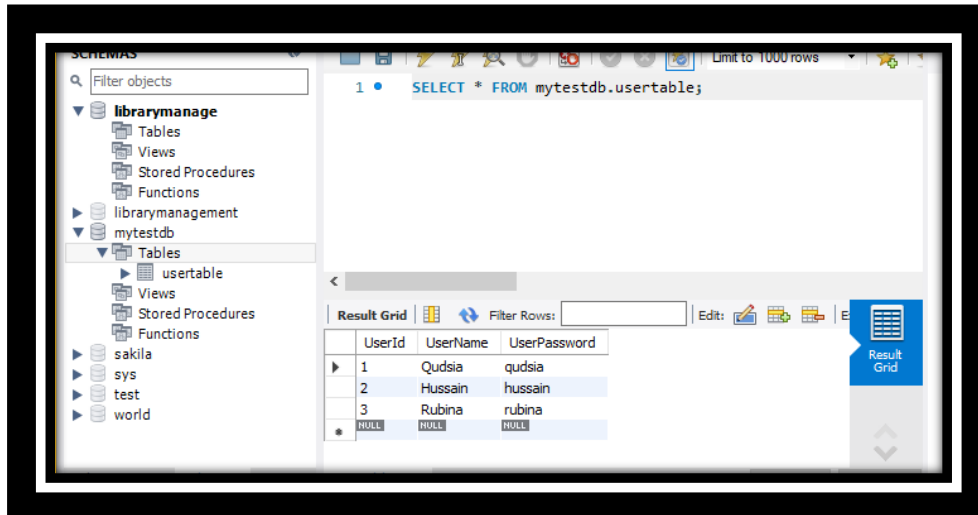 SCHEMAS
Filter objects
librarymanage
Tables
Views
Stored Procedures
Functions
librarymanagement
mytestdb
Tables
usertable
Views
Stored Procedures
Functions
sakila
sys
test
world
Limit to 1000 rows
1 SELECT * FROM mytestdb.usertable;
Result Grid Filter Rows: Edit:
UserId UserName UserPassword
1 Qudsia qudsia
2 Hussain hussain
3 Rubina rubina
NULL NULL NULL
Result
Grid